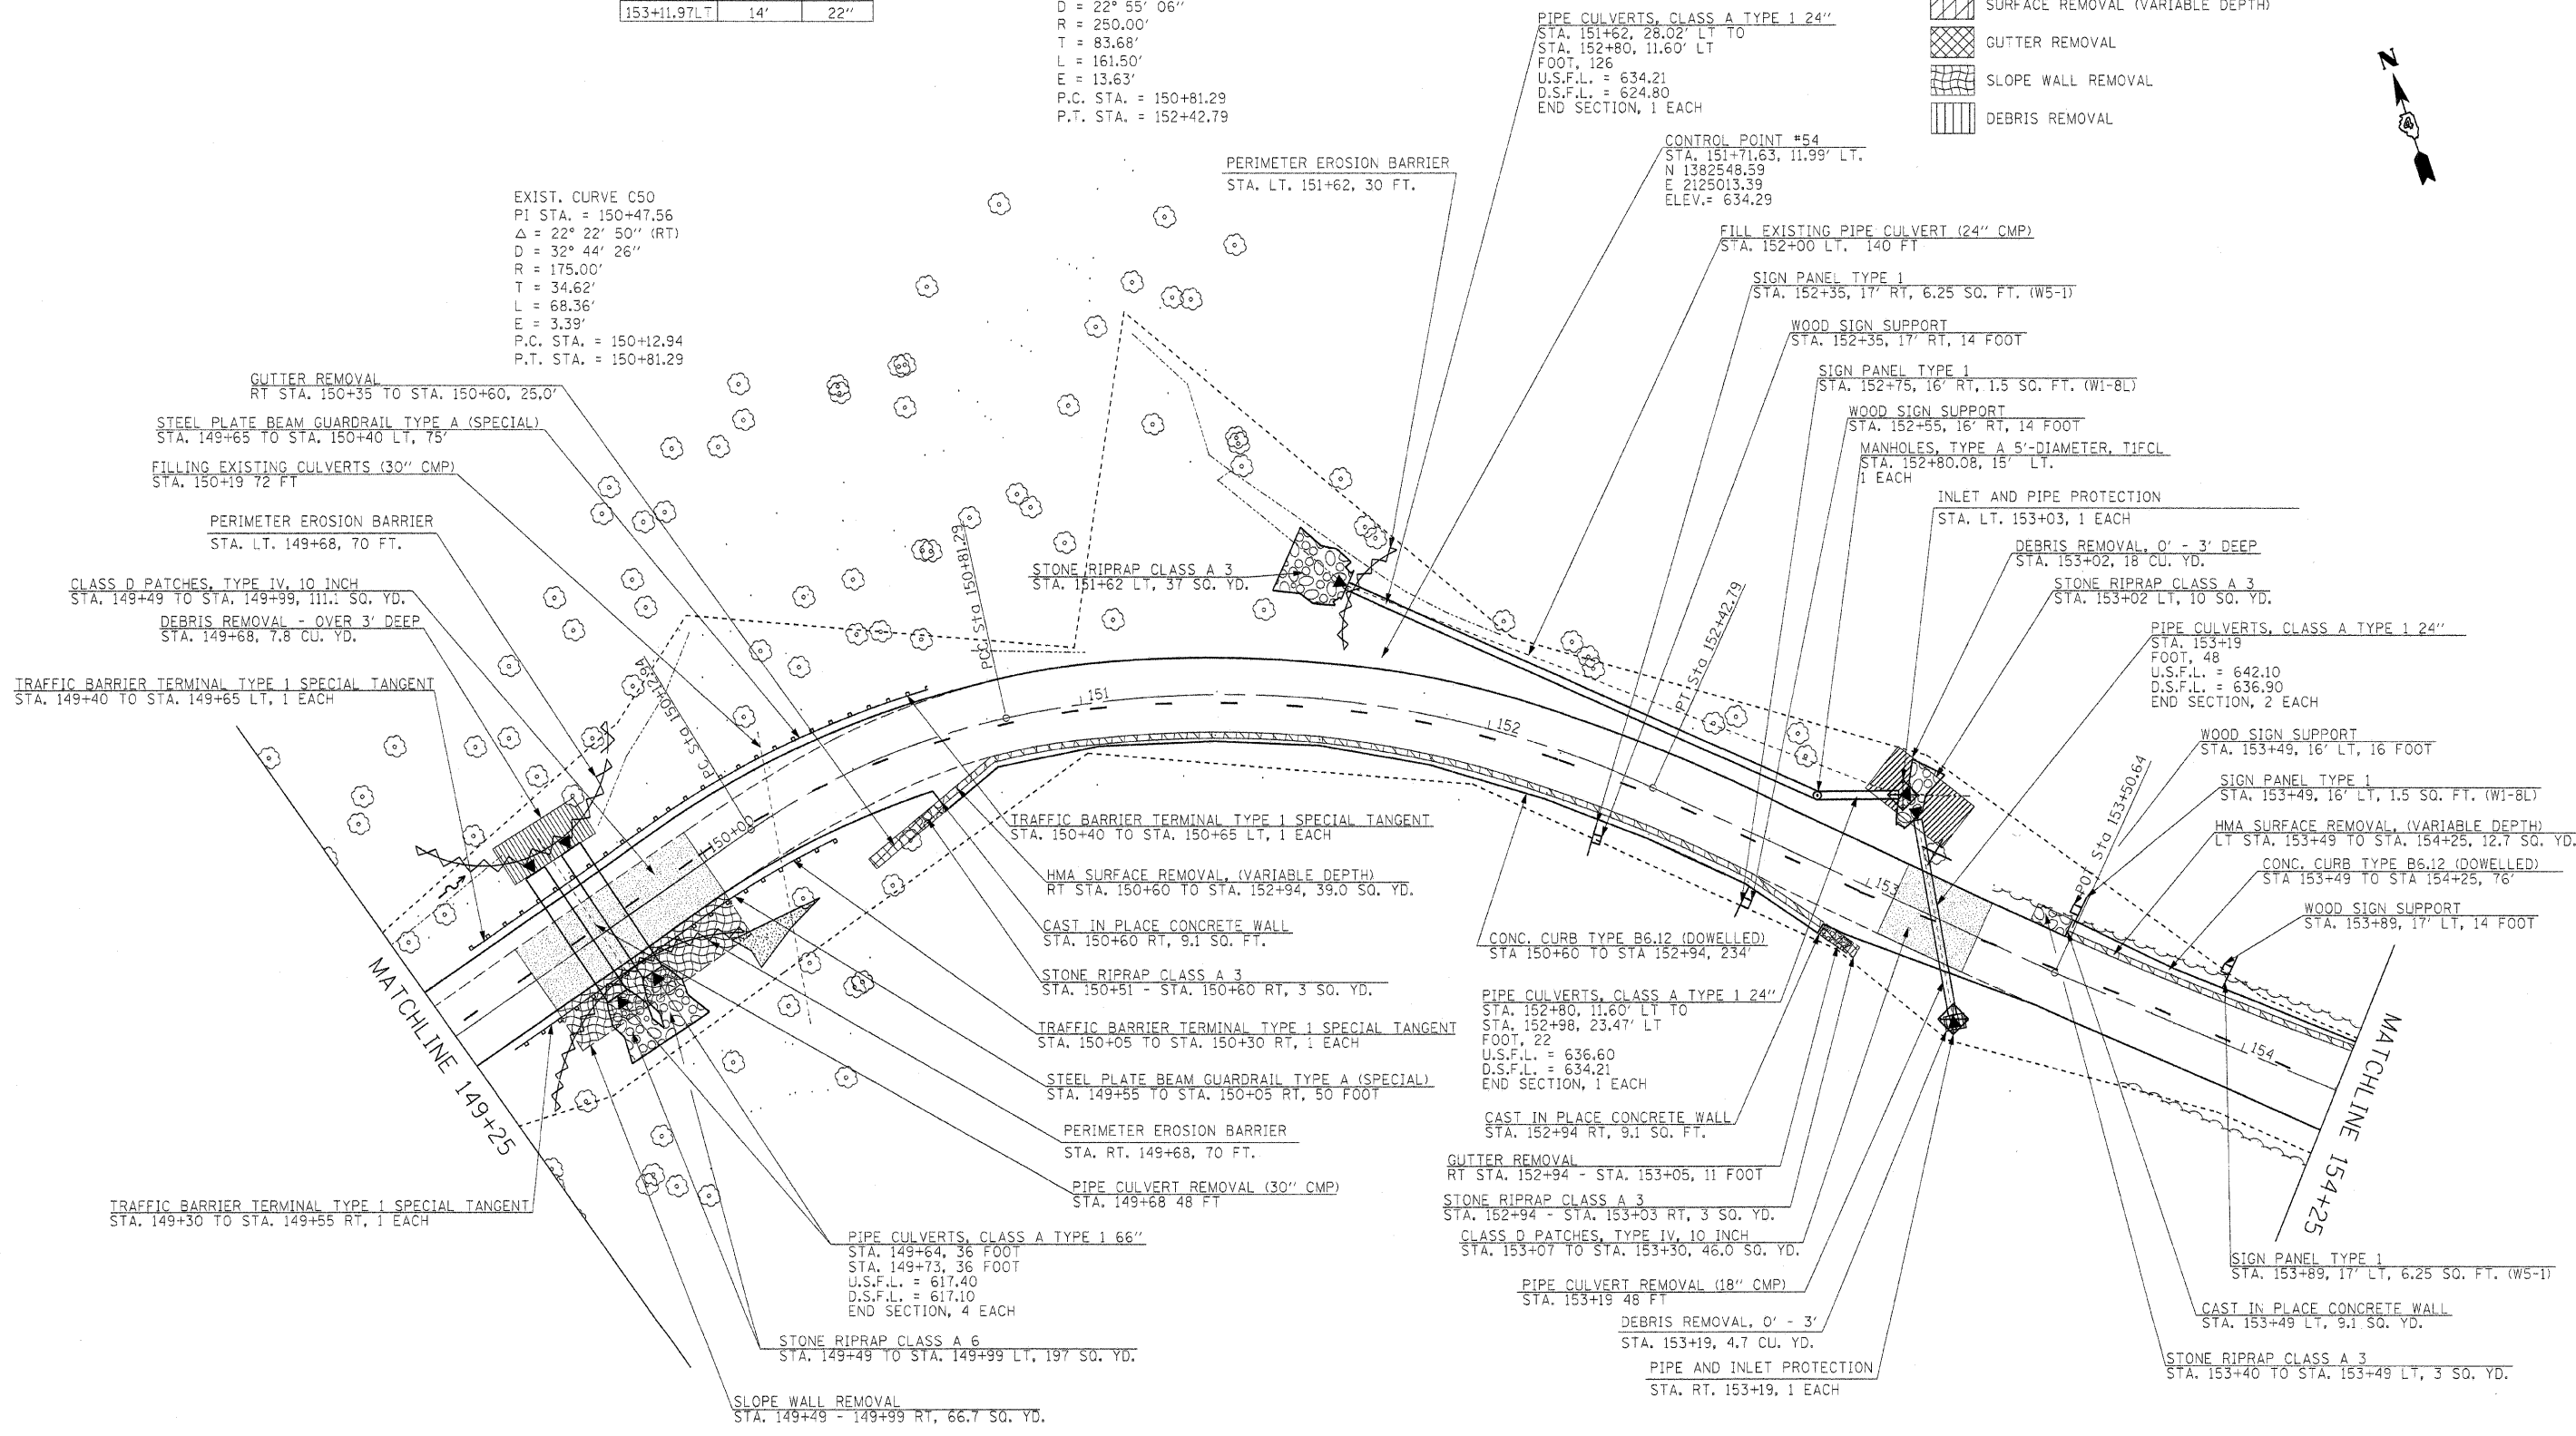 153+11.97LT 14' 22"
D = 22° 55' 06"
R = 250.00'
T = 83.68'
L = 161.50'
E = 13.63'
P.C. STA. = 150+81.29
P.T. STA. = 152+42.79
PIPE CULVERTS, CLASS A TYPE 1 24"
STA. 151+62, 28.02' LT TO
STA. 152+80, 11.60' LT
FOOT, 126
U.S.F.L. = 634.21
D.S.F.L. = 624.80
END SECTION, 1 EACH
SURFACE REMOVAL (VARIABLE DEPTH)
GUTTER REMOVAL
SLOPE WALL REMOVAL
DEBRIS REMOVAL
N
4
CONTROL POINT #54
STA. 151+71.63, 11.99' LT.
N 1382548.59
E 2125013.39
ELEV.= 634.29
PERIMETER EROSION BARRIER
STA. LT. 151+62, 30 FT.
EXIST. CURVE C50
PI STA. = 150+47.56
Δ = 22° 22' 50" (RT)
D = 32° 44' 26"
R = 175.00'
T = 34.62'
L = 68.36'
E = 3.39'
P.C. STA. = 150+12.94
P.T. STA. = 150+81.29
FILL EXISTING PIPE CULVERT (24" CMP)
STA. 152+00 LT. 140 FT
SIGN PANEL TYPE 1
STA. 152+35, 17' RT, 6.25 SQ. FT. (W5-1)
WOOD SIGN SUPPORT
STA. 152+35, 17' RT, 14 FOOT
SIGN PANEL TYPE 1
STA. 152+75, 16' RT, 1.5 SQ. FT. (W1-8L)
WOOD SIGN SUPPORT
STA. 152+55, 16' RT, 14 FOOT
MANHOLES, TYPE A 5'-DIAMETER, T1FCL
STA. 152+80.08, 15' LT.
1 EACH
INLET AND PIPE PROTECTION
STA. LT. 153+03, 1 EACH
DEBRIS REMOVAL, 0' - 3' DEEP
STA. 153+02, 18 CU. YD.
STONE RIPRAP CLASS A 3
STA. 153+02 LT, 10 SQ. YD.
PIPE CULVERTS, CLASS A TYPE 1 24"
STA. 153+19
FOOT, 48
U.S.F.L. = 642.10
D.S.F.L. = 636.90
END SECTION, 2 EACH
WOOD SIGN SUPPORT
STA. 153+49, 16' LT, 16 FOOT
SIGN PANEL TYPE 1
STA. 153+49, 16' LT, 1.5 SQ. FT. (W1-8L)
HMA SURFACE REMOVAL, (VARIABLE DEPTH)
LT STA. 153+49 TO STA. 154+25, 12.7 SQ. YD.
CONC. CURB TYPE B6.12 (DOWELLED)
STA 153+49 TO STA 154+25, 76'
WOOD SIGN SUPPORT
STA. 153+89, 17' LT, 14 FOOT
GUTTER REMOVAL
RT STA. 150+35 TO STA. 150+60, 25.0'
STEEL PLATE BEAM GUARDRAIL TYPE A (SPECIAL)
STA. 149+65 TO STA. 150+40 LT, 75'
FILLING EXISTING CULVERTS (30" CMP)
STA. 150+19 72 FT
PERIMETER EROSION BARRIER
STA. LT. 149+68, 70 FT.
CLASS D PATCHES, TYPE IV, 10 INCH
STA. 149+49 TO STA. 149+99, 111.1 SQ. YD.
DEBRIS REMOVAL - OVER 3' DEEP
STA. 149+68, 7.8 CU. YD.
TRAFFIC BARRIER TERMINAL TYPE 1 SPECIAL TANGENT
STA. 149+40 TO STA. 149+65 LT, 1 EACH
STONE RIPRAP CLASS A 3
STA. 151+62 LT, 37 SQ. YD.
PC Sta 150+12.94
PCC Sta 150+81.29
PT Sta 152+42.79
POT Sta 153+50.64
150+00
151
152
153
154
MATCHLINE 149+25
MATCHLINE 154+25
TRAFFIC BARRIER TERMINAL TYPE 1 SPECIAL TANGENT
STA. 150+40 TO STA. 150+65 LT, 1 EACH
HMA SURFACE REMOVAL, (VARIABLE DEPTH)
RT STA. 150+60 TO STA. 152+94, 39.0 SQ. YD.
CAST IN PLACE CONCRETE WALL
STA. 150+60 RT, 9.1 SQ. FT.
STONE RIPRAP CLASS A 3
STA. 150+51 - STA. 150+60 RT, 3 SQ. YD.
TRAFFIC BARRIER TERMINAL TYPE 1 SPECIAL TANGENT
STA. 150+05 TO STA. 150+30 RT, 1 EACH
STEEL PLATE BEAM GUARDRAIL TYPE A (SPECIAL)
STA. 149+55 TO STA. 150+05 RT, 50 FOOT
PERIMETER EROSION BARRIER
STA. RT. 149+68, 70 FT.
PIPE CULVERT REMOVAL (30" CMP)
STA. 149+68 48 FT
TRAFFIC BARRIER TERMINAL TYPE 1 SPECIAL TANGENT
STA. 149+30 TO STA. 149+55 RT, 1 EACH
PIPE CULVERTS, CLASS A TYPE 1 66"
STA. 149+64, 36 FOOT
STA. 149+73, 36 FOOT
U.S.F.L. = 617.40
D.S.F.L. = 617.10
END SECTION, 4 EACH
STONE RIPRAP CLASS A 6
STA. 149+49 TO STA. 149+99 LT, 197 SQ. YD.
SLOPE WALL REMOVAL
STA. 149+49 - 149+99 RT, 66.7 SQ. YD.
CONC. CURB TYPE B6.12 (DOWELLED)
STA 150+60 TO STA 152+94, 234'
PIPE CULVERTS, CLASS A TYPE 1 24"
STA. 152+80, 11.60' LT TO
STA. 152+98, 23.47' LT
FOOT, 22
U.S.F.L. = 636.60
D.S.F.L. = 634.21
END SECTION, 1 EACH
CAST IN PLACE CONCRETE WALL
STA. 152+94 RT, 9.1 SQ. FT.
GUTTER REMOVAL
RT STA. 152+94 - STA. 153+05, 11 FOOT
STONE RIPRAP CLASS A 3
STA. 152+94 - STA. 153+03 RT, 3 SQ. YD.
CLASS D PATCHES, TYPE IV, 10 INCH
STA. 153+07 TO STA. 153+30, 46.0 SQ. YD.
PIPE CULVERT REMOVAL (18" CMP)
STA. 153+19 48 FT
DEBRIS REMOVAL, 0' - 3'
STA. 153+19, 4.7 CU. YD.
PIPE AND INLET PROTECTION
STA. RT. 153+19, 1 EACH
SIGN PANEL TYPE 1
STA. 153+89, 17' LT, 6.25 SQ. FT. (W5-1)
CAST IN PLACE CONCRETE WALL
STA. 153+49 LT, 9.1 SQ. YD.
STONE RIPRAP CLASS A 3
STA. 153+40 TO STA. 153+49 LT, 3 SQ. YD.